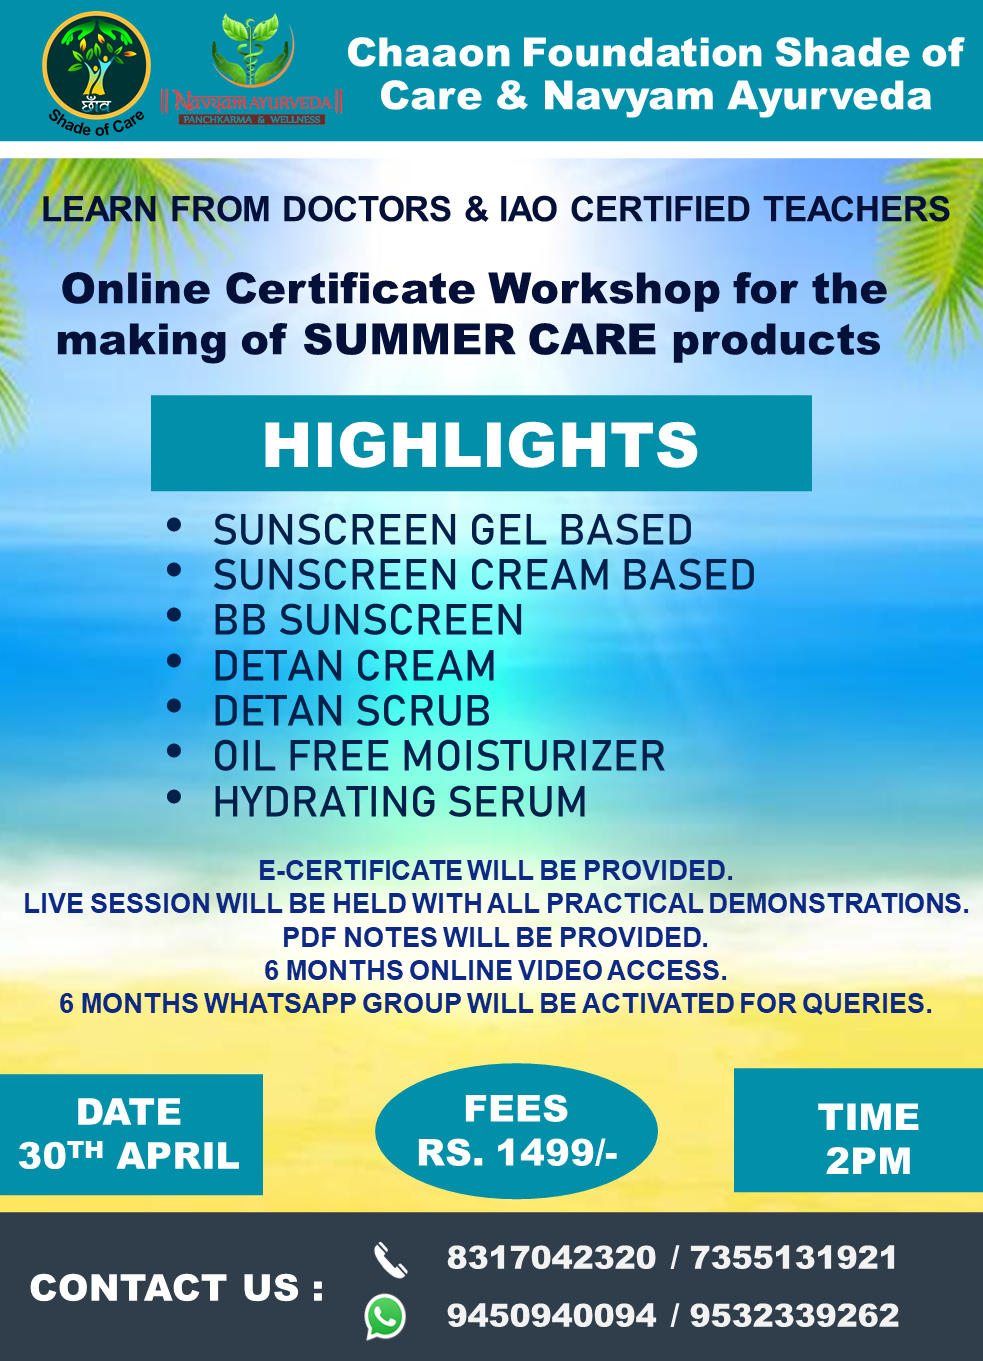 छाँव
Shade of Care
|| Navyam AYURVEDA ||
PANCHKARMA & WELLNESS
Chaaon Foundation Shade of
Care & Navyam Ayurveda
LEARN FROM DOCTORS & IAO CERTIFIED TEACHERS
Online Certificate Workshop for the
making of SUMMER CARE products
HIGHLIGHTS
• SUNSCREEN GEL BASED
• SUNSCREEN CREAM BASED
• BB SUNSCREEN
• DETAN CREAM
• DETAN SCRUB
• OIL FREE MOISTURIZER
• HYDRATING SERUM
E-CERTIFICATE WILL BE PROVIDED.
LIVE SESSION WILL BE HELD WITH ALL PRACTICAL DEMONSTRATIONS.
PDF NOTES WILL BE PROVIDED.
6 MONTHS ONLINE VIDEO ACCESS.
6 MONTHS WHATSAPP GROUP WILL BE ACTIVATED FOR QUERIES.
DATE
30TH APRIL
FEES
RS. 1499/-
TIME
2PM
CONTACT US :
8317042320 / 7355131921
9450940094 / 9532339262